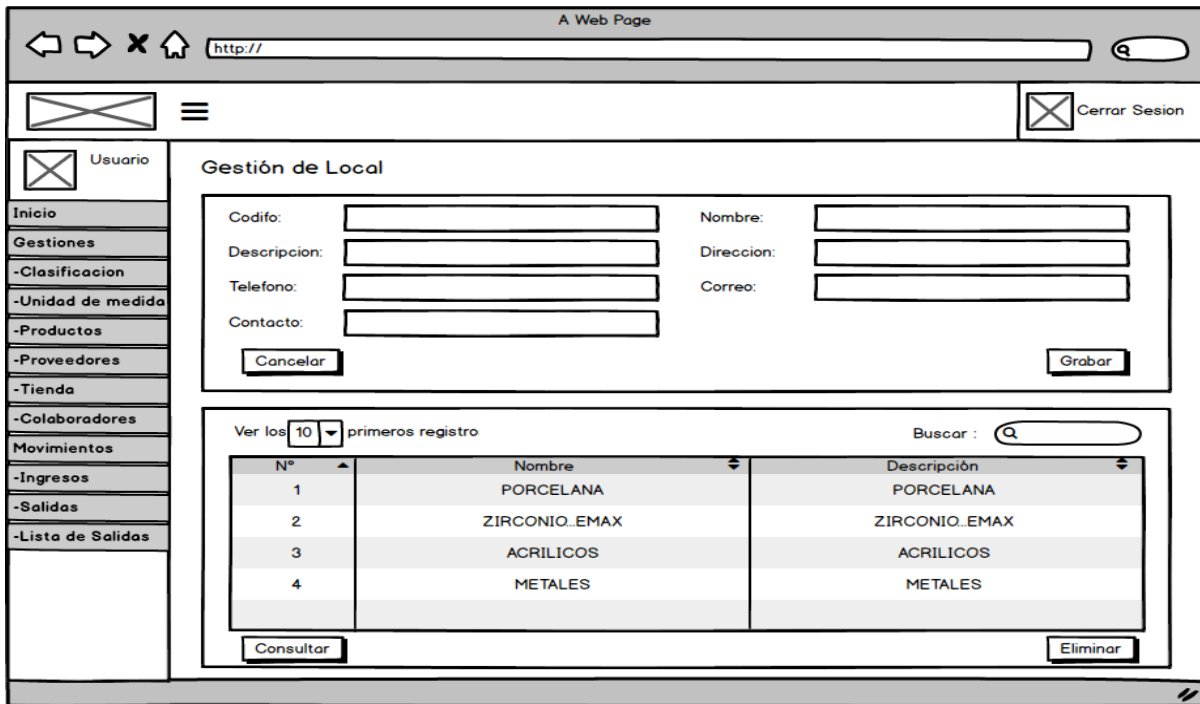 A Web Page
http://
Cerrar Sesion
Usuario
Inicio
Gestiones
-Clasificacion
-Unidad de medida
-Productos
-Proveedores
-Tienda
-Colaboradores
Movimientos
-Ingresos
-Salidas
-Lista de Salidas
Gestión de Local
Codifo: Nombre:
Descripcion: Direccion:
Telefono: Correo:
Contacto:
Cancelar Grabar
Ver los 10 primeros registro Buscar :
N° Nombre Descripción
1 PORCELANA PORCELANA
2 ZIRCONIO..EMAX ZIRCONIO..EMAX
3 ACRILICOS ACRILICOS
4 METALES METALES
Consultar Eliminar